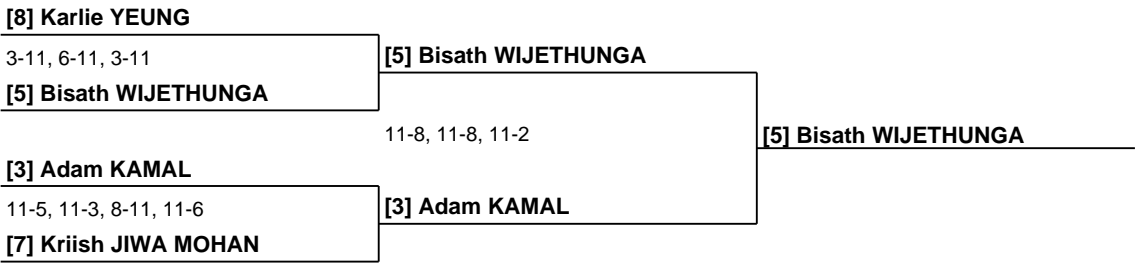 [8] Karlie YEUNG
3-11, 6-11, 3-11
[5] Bisath WIJETHUNGA
[5] Bisath WIJETHUNGA
11-8, 11-8, 11-2
[5] Bisath WIJETHUNGA
[3] Adam KAMAL
11-5, 11-3, 8-11, 11-6
[3] Adam KAMAL
[7] Kriish JIWA MOHAN